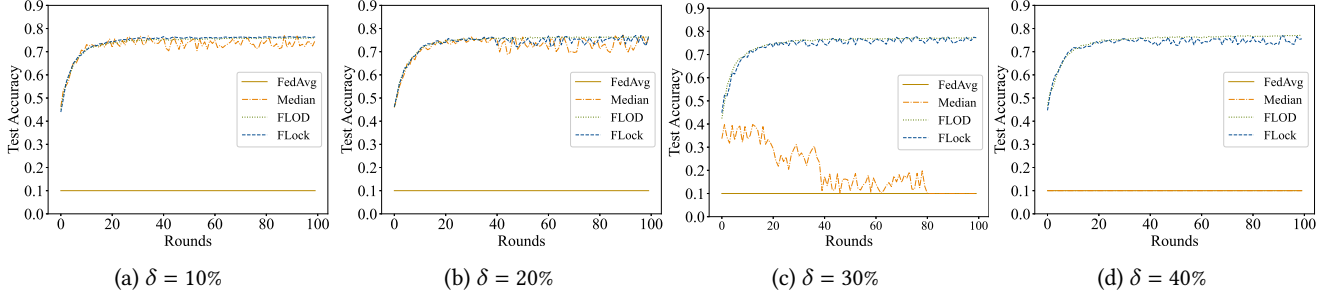 0.9
0.8
0.7
0.6
0.5
0.4
0.3
0.2
0.1
0.0
Test Accuracy
FedAvg
Median
FLOD
FLock
0 20 40 60 80 100
Rounds
(a) δ = 10%
0.9
0.8
0.7
0.6
0.5
0.4
0.3
0.2
0.1
0.0
Test Accuracy
FedAvg
Median
FLOD
FLock
0 20 40 60 80 100
Rounds
(b) δ = 20%
0.9
0.8
0.7
0.6
0.5
0.4
0.3
0.2
0.1
0.0
Test Accuracy
FedAvg
Median
FLOD
FLock
0 20 40 60 80 100
Rounds
(c) δ = 30%
0.9
0.8
0.7
0.6
0.5
0.4
0.3
0.2
0.1
0.0
Test Accuracy
FedAvg
Median
FLOD
FLock
0 20 40 60 80 100
Rounds
(d) δ = 40%